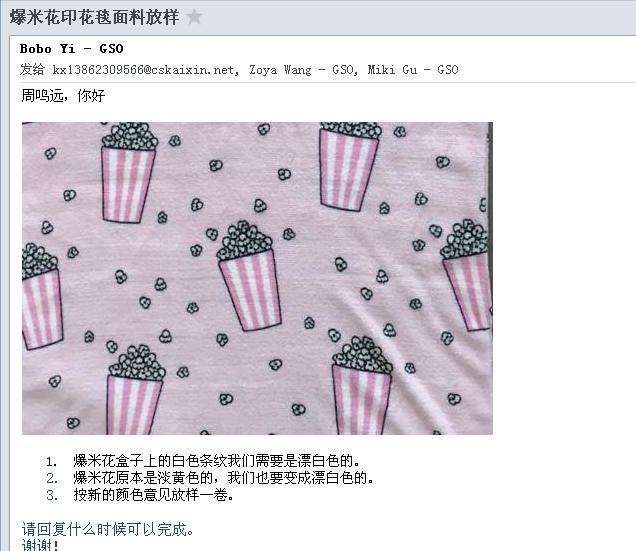 爆米花印花毯面料放样
Bobo Yi - GSO
发给 kx13862309566@cskaixin.net, Zoya Wang - GSO, Miki Gu - GSO
周鸣远，你好
1. 爆米花盒子上的白色条纹我们需要是漂白色的。
2. 爆米花原本是淡黄色的，我们也要变成漂白色的。
3. 按新的颜色意见放样一卷。
请回复什么时候可以完成。
谢谢!